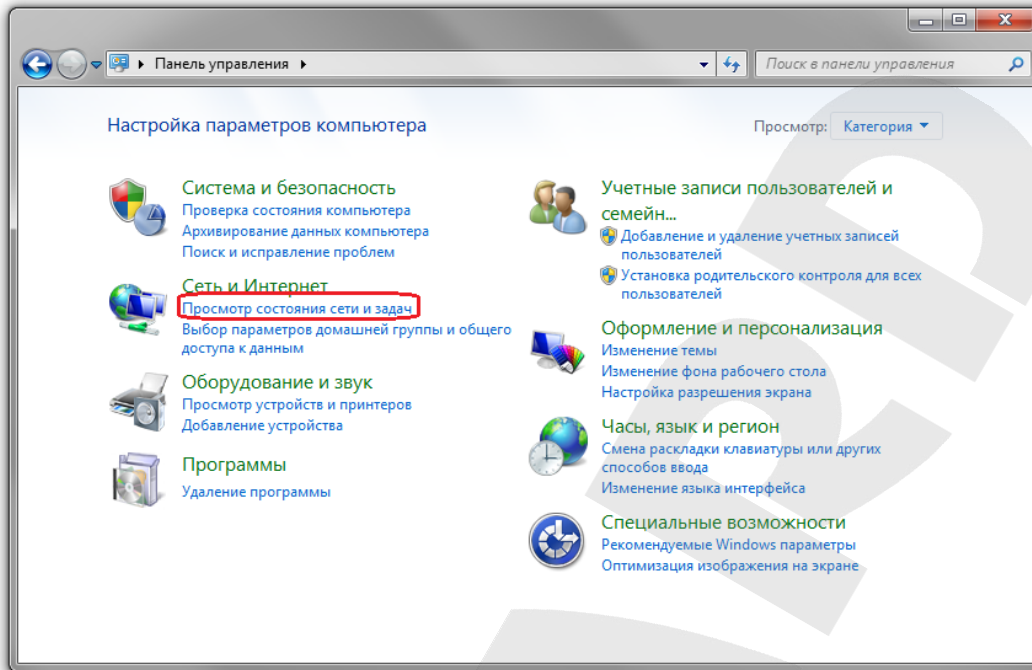 Панель управления
Поиск в панели управления
Настройка параметров компьютера
Просмотр: Категория
Система и безопасность
Проверка состояния компьютера
Архивирование данных компьютера
Поиск и исправление проблем
Сеть и Интернет
Просмотр состояния сети и задач
Выбор параметров домашней группы и общего
доступа к данным
Оборудование и звук
Просмотр устройств и принтеров
Добавление устройства
Программы
Удаление программы
Учетные записи пользователей и
семейн...
Добавление и удаление учетных записей
пользователей
Установка родительского контроля для всех
пользователей
Оформление и персонализация
Изменение темы
Изменение фона рабочего стола
Настройка разрешения экрана
Часы, язык и регион
Смена раскладки клавиатуры или других
способов ввода
Изменение языка интерфейса
Специальные возможности
Рекомендуемые Windows параметры
Оптимизация изображения на экране